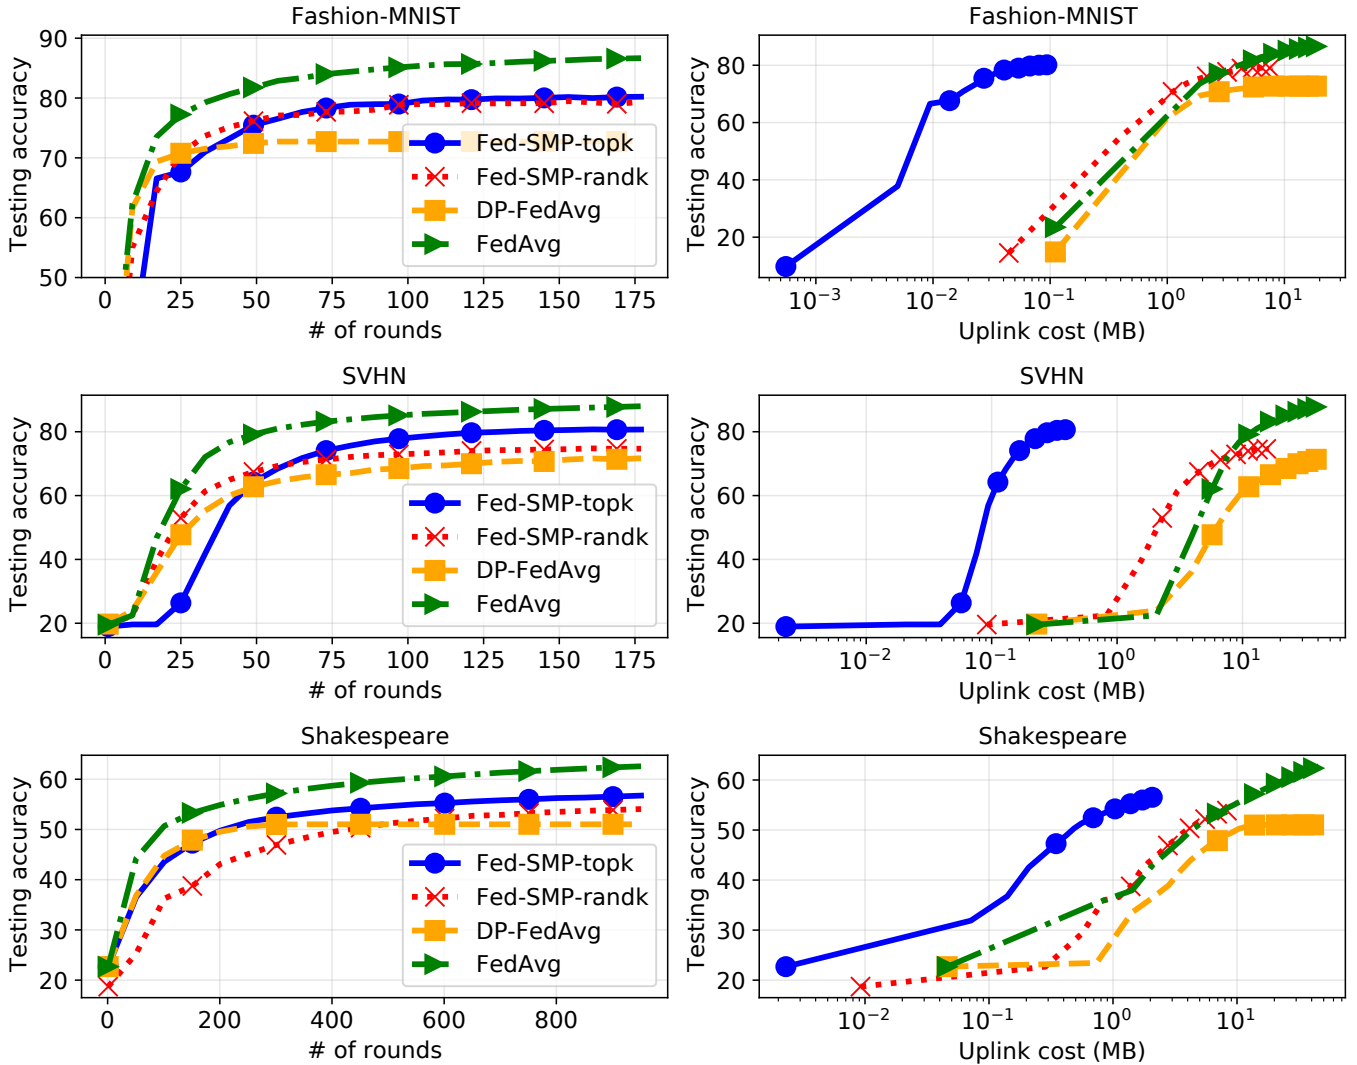 Fashion-MNIST
Testing accuracy
90
80
70
60
50
0 25 50 75 100 125 150 175
# of rounds
Fed-SMP-topk
Fed-SMP-randk
DP-FedAvg
FedAvg
Fashion-MNIST
Testing accuracy
80
60
40
20
10⁻³ 10⁻² 10⁻¹ 10⁰ 10¹
Uplink cost (MB)
SVHN
Testing accuracy
80
60
40
20
0 25 50 75 100 125 150 175
# of rounds
Fed-SMP-topk
Fed-SMP-randk
DP-FedAvg
FedAvg
SVHN
Testing accuracy
80
60
40
20
10⁻² 10⁻¹ 10⁰ 10¹
Uplink cost (MB)
Shakespeare
Testing accuracy
60
50
40
30
20
0 200 400 600 800
# of rounds
Fed-SMP-topk
Fed-SMP-randk
DP-FedAvg
FedAvg
Shakespeare
Testing accuracy
60
50
40
30
20
10⁻² 10⁻¹ 10⁰ 10¹
Uplink cost (MB)